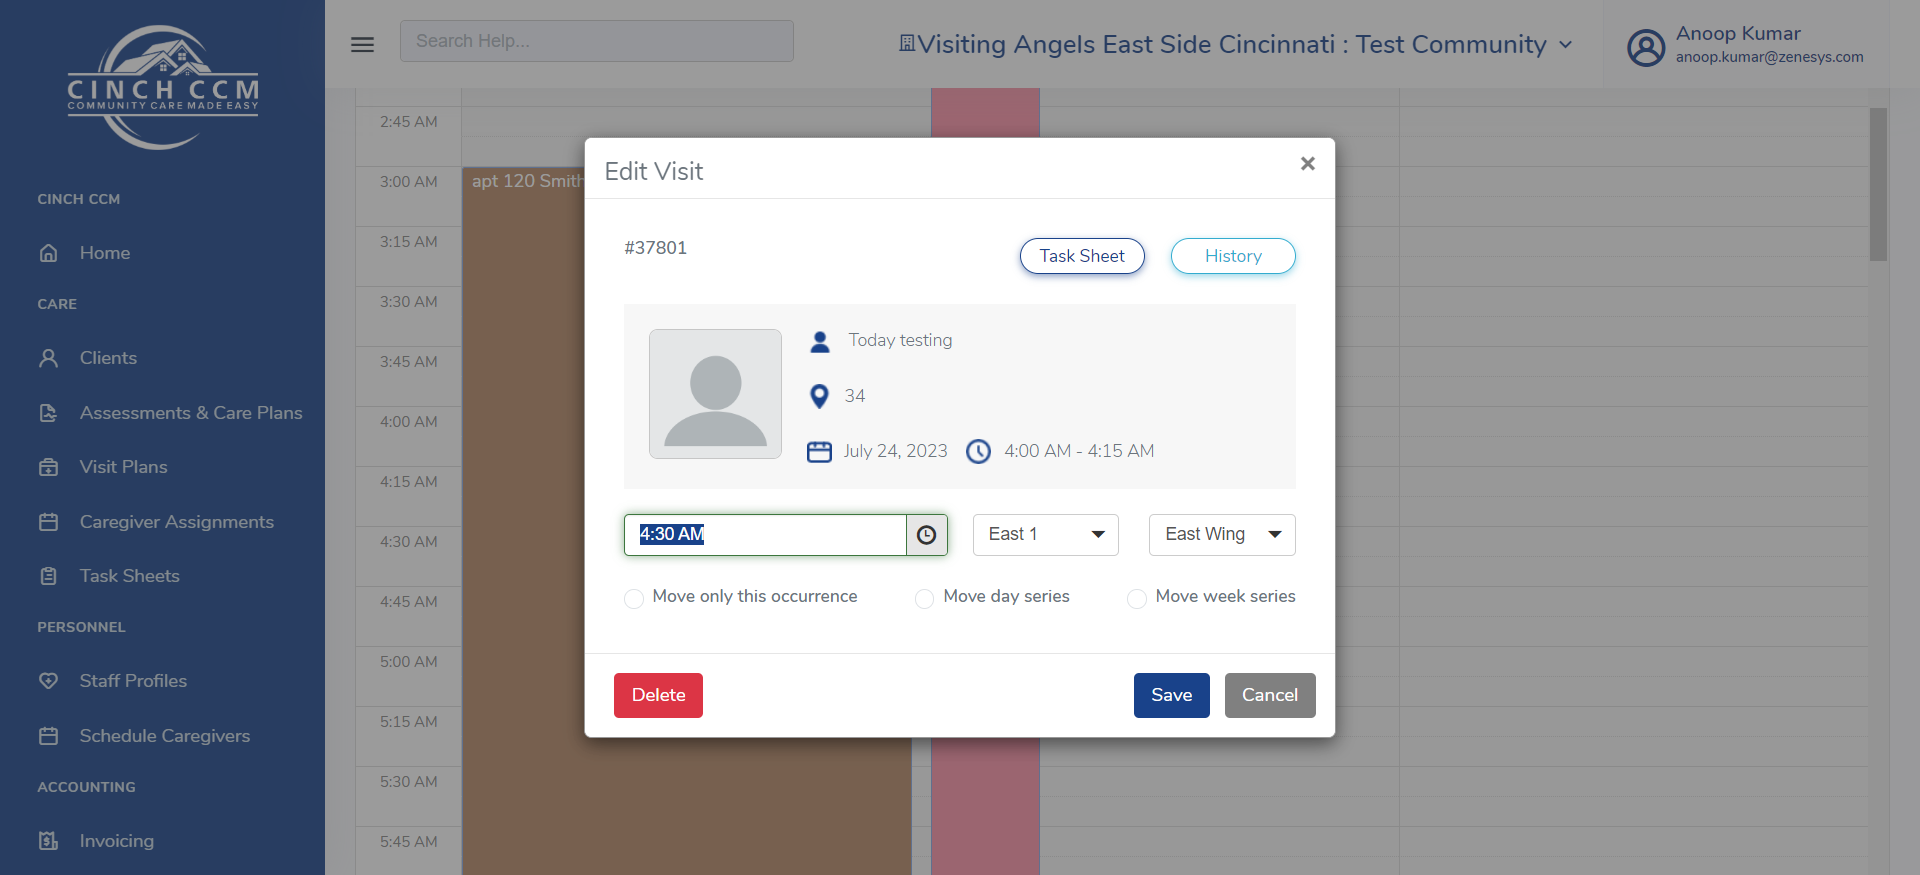 CINCH CCM
COMMUNITY CARE MADE EASY
CINCH CCM
Home
CARE
Clients
Assessments & Care Plans
Visit Plans
Caregiver Assignments
Task Sheets
PERSONNEL
Staff Profiles
Schedule Caregivers
ACCOUNTING
Invoicing
Search Help...
Visiting Angels East Side Cincinnati : Test Community
Anoop Kumar
anoop.kumar@zenesys.com
2:45 AM
3:00 AM
3:15 AM
3:30 AM
3:45 AM
4:00 AM
4:15 AM
4:30 AM
4:45 AM
5:00 AM
5:15 AM
5:30 AM
5:45 AM
apt 120 Smith
Edit Visit
×
#37801
Task Sheet
History
Today testing
34
July 24, 2023 4:00 AM - 4:15 AM
4:30 AM
East 1
East Wing
Move only this occurrence
Move day series
Move week series
Delete
Save
Cancel